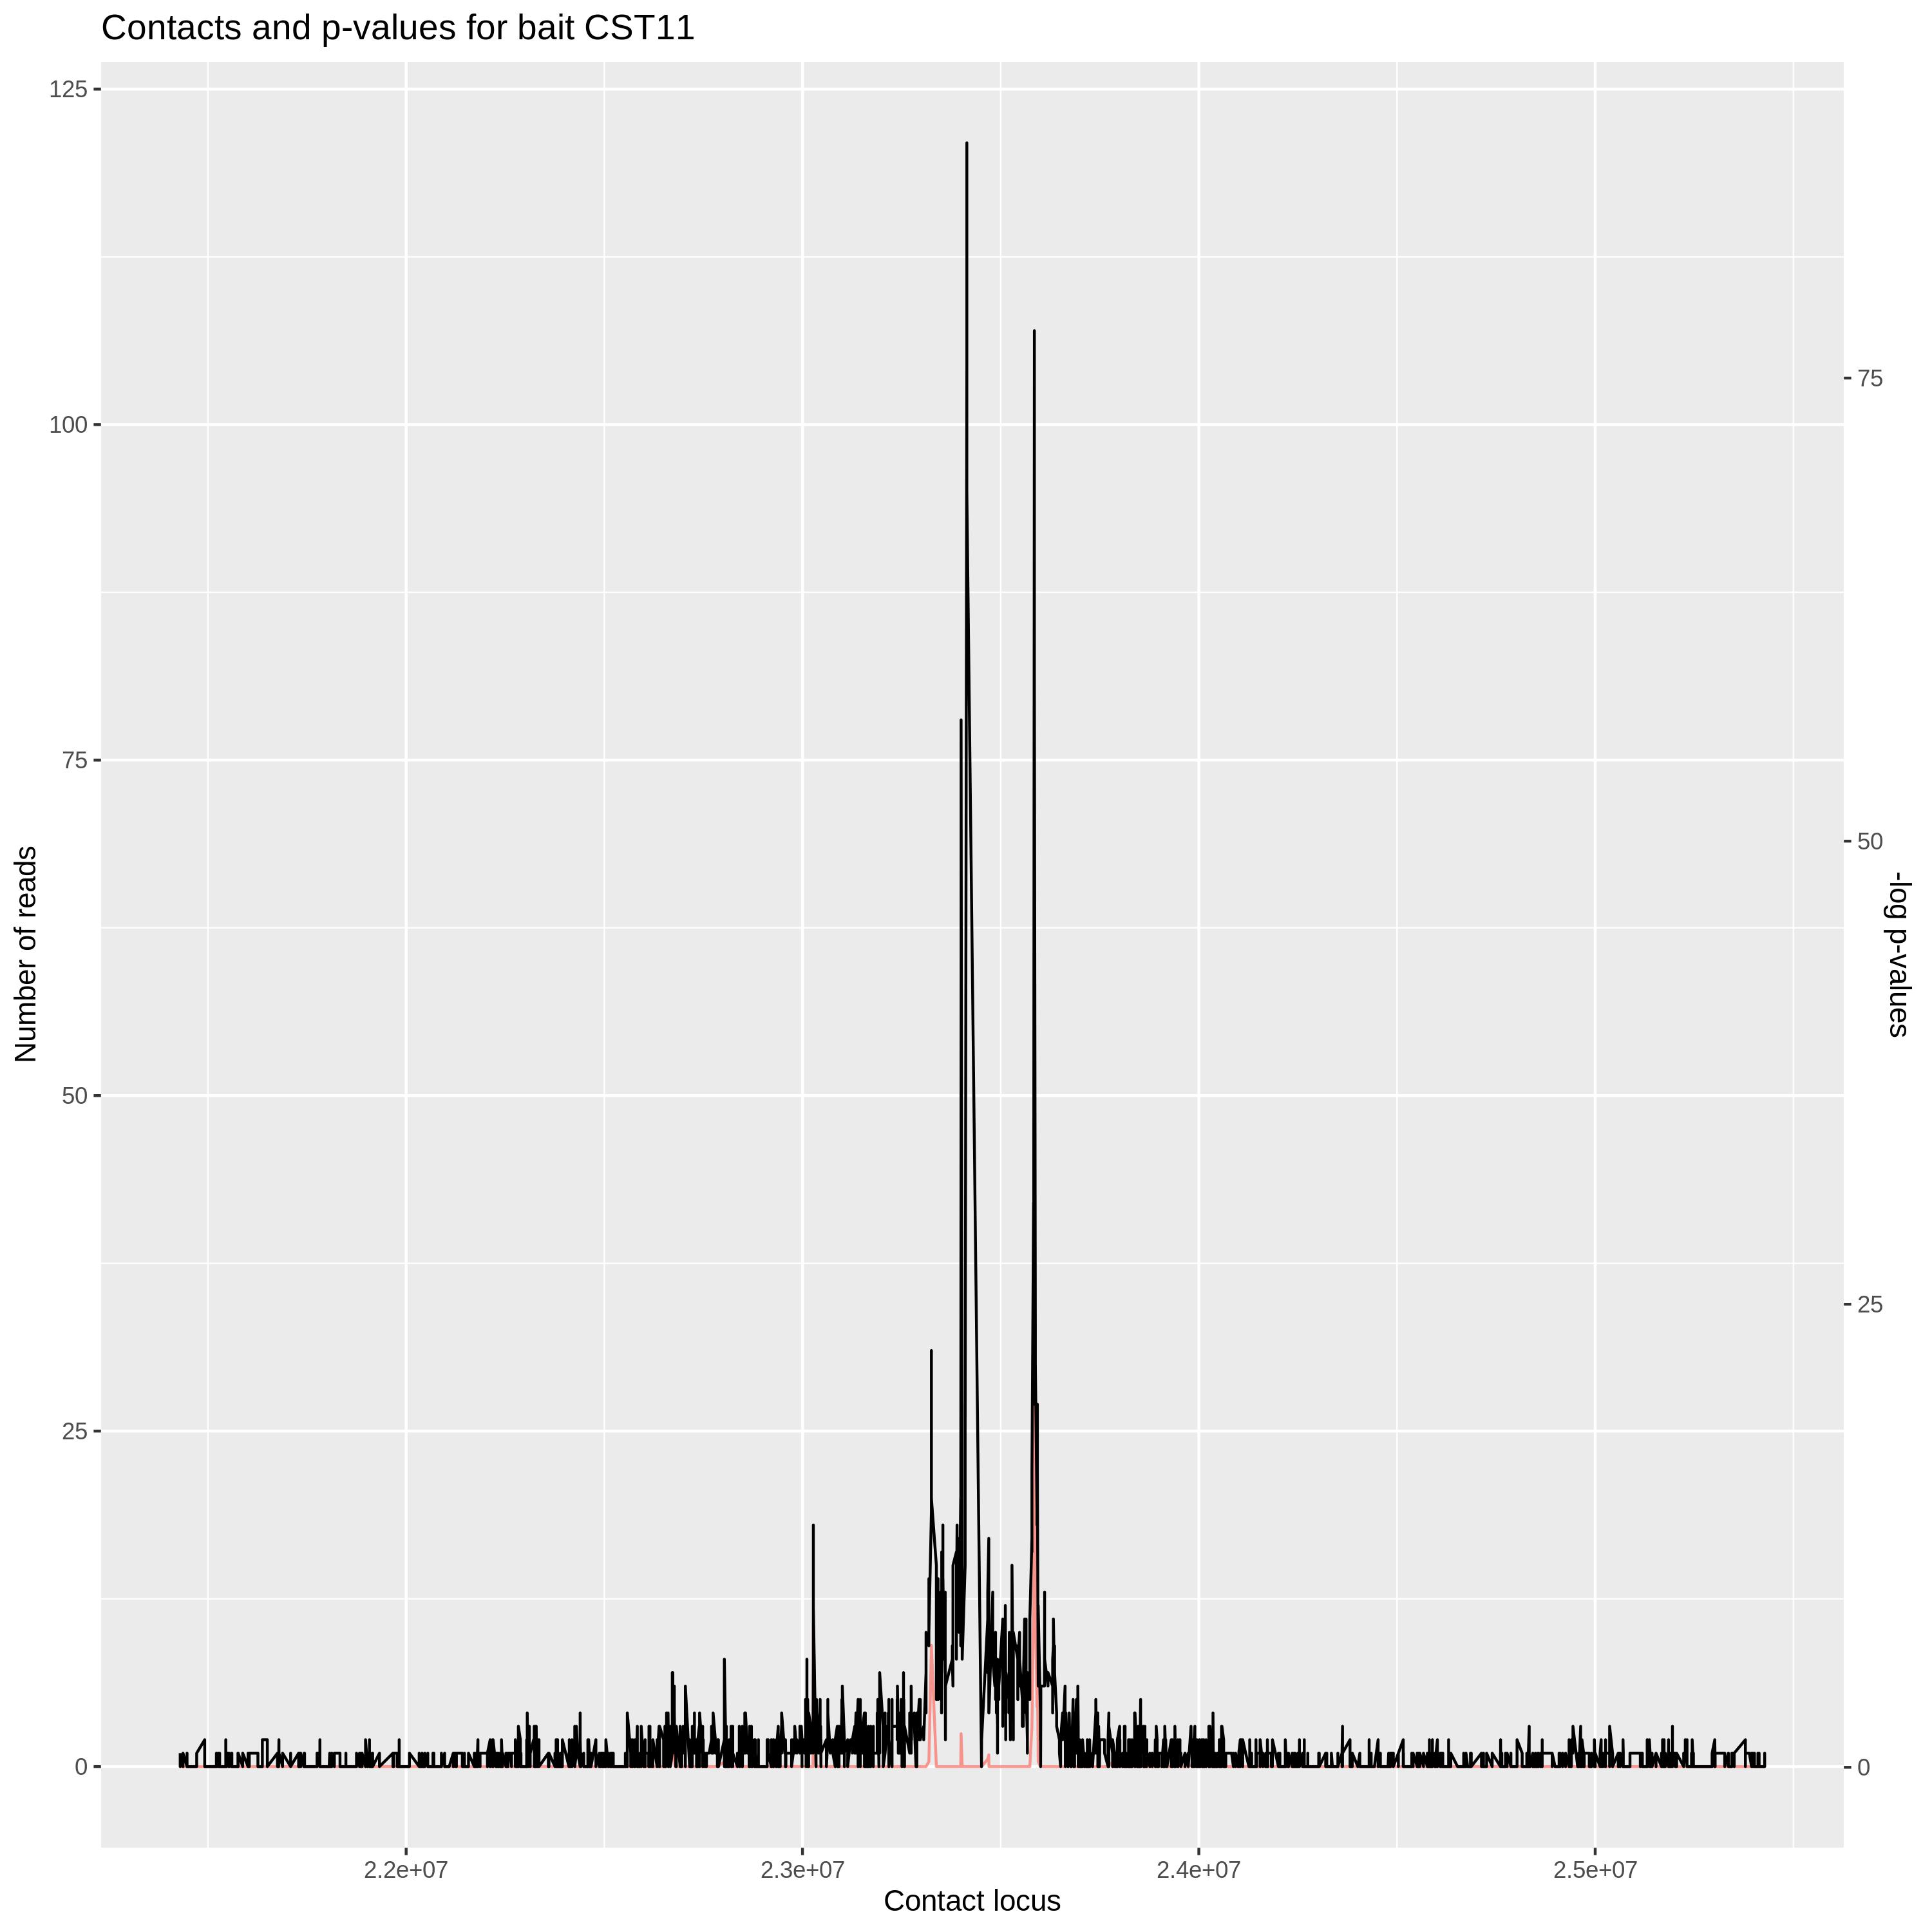 Contacts and p-values for bait CST11
125
100
75
50
25
0
Number of reads
75
50
25
0
-log p-values
2.2e+07
2.3e+07
2.4e+07
2.5e+07
Contact locus